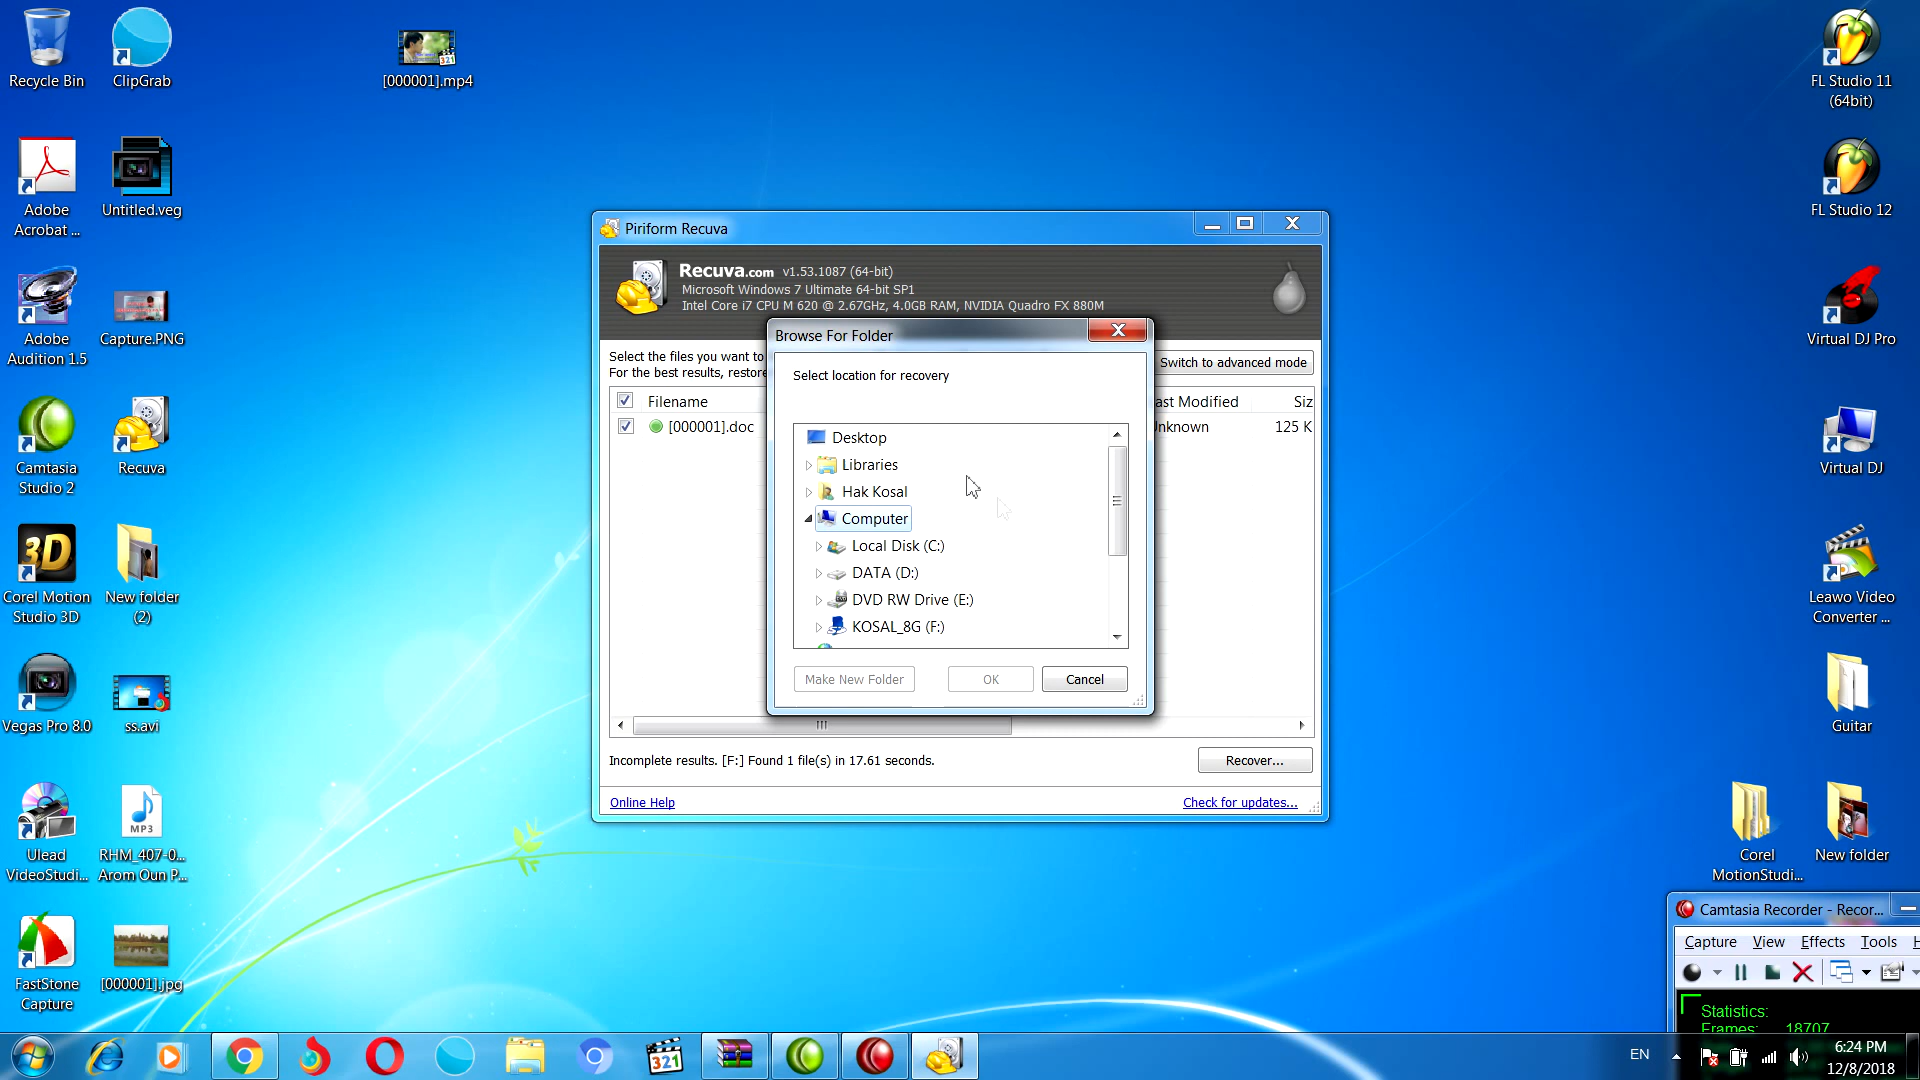 Recycle Bin
ClipGrab
[000001].mp4
FL Studio 11
(64bit)
Adobe
Acrobat ...
Untitled.veg
FL Studio 12
Adobe
Audition 1.5
Capture.PNG
Virtual DJ Pro
Camtasia
Studio 2
Recuva
Virtual DJ
3D
Corel Motion
Studio 3D
New folder
(2)
Leawo Video
Converter ...
Vegas Pro 8.0
ss.avi
Guitar
Ulead
VideoStudi...
MP3
RHM_407-0...
Arom Oun P...
Corel
MotionStudi...
New folder
FastStone
Capture
[000001].jpg
Piriform Recuva
Recuva.com v1.53.1087 (64-bit)
Microsoft Windows 7 Ultimate 64-bit SP1
Intel Core i7 CPU M 620 @ 2.67GHz, 4.0GB RAM, NVIDIA Quadro FX 880M
Select the files you want to
For the best results, restore
Switch to advanced mode
Filename
ast Modified
Siz
[000001].doc
Unknown
125 K
Browse For Folder
Select location for recovery
Desktop
Libraries
Hak Kosal
Computer
Local Disk (C:)
DATA (D:)
DVD RW Drive (E:)
KOSAL_8G (F:)
Make New Folder
OK
Cancel
Incomplete results. [F:] Found 1 file(s) in 17.61 seconds.
Recover...
Online Help
Check for updates...
Camtasia Recorder - Recor...
Capture View Effects Tools H
Statistics:
Frames: 18707
321
EN
6:24 PM
12/8/2018